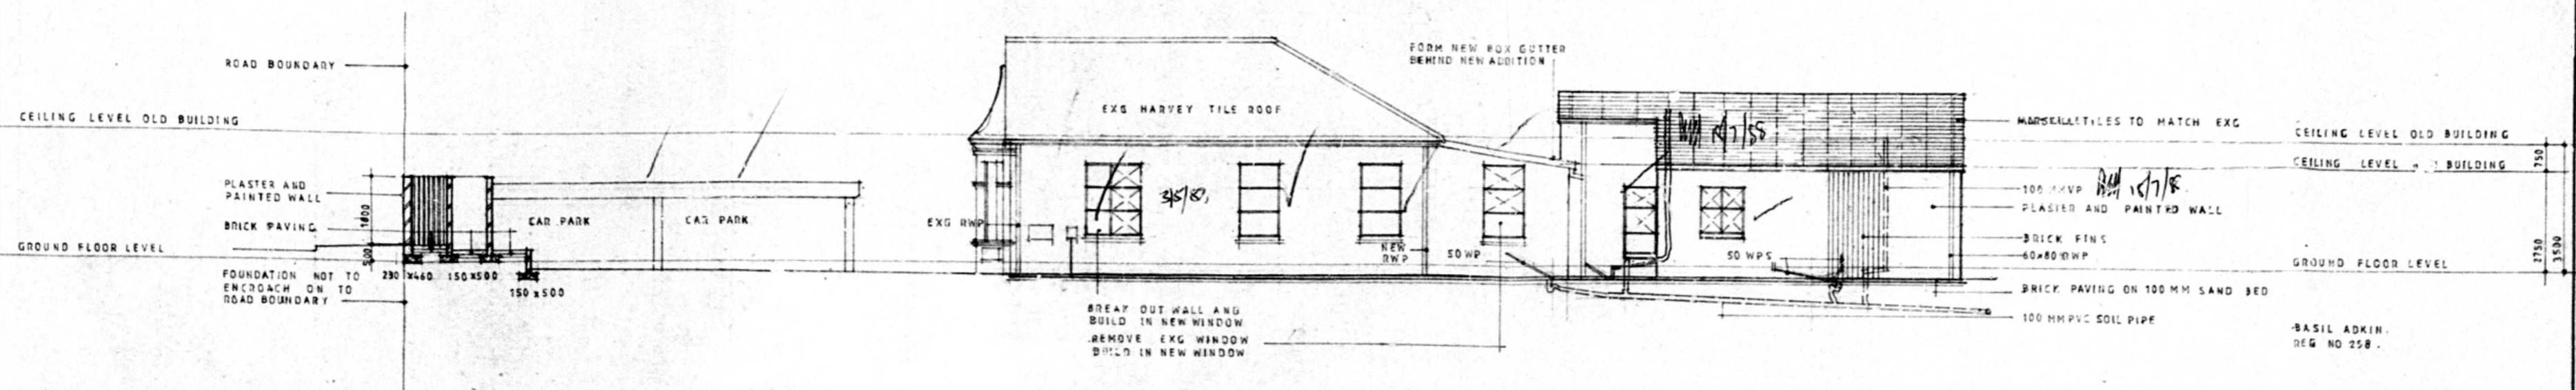 ROAD BOUNDARY
CEILING LEVEL OLD BUILDING
PLASTER AND
PAINTED WALL
1800
BRICK PAVING
GROUND FLOOR LEVEL
500
FOUNDATION NOT TO
ENCROACH ON TO
ROAD BOUNDARY
230 x460
150 x500
150 x 500
CAR PARK
CAR PARK
EXG HARVEY TILE ROOF
EXG RWP
NEW
RWP
50 WP
BREAK OUT WALL AND
BUILD IN NEW WINDOW
REMOVE EXG WINDOW
BUILD IN NEW WINDOW
FORM NEW BOX GUTTER
BEHIND NEW ADDITION
50 WPS
TILES TO MATCH EXG
PLASTER AND PAINTED WALL
BRICK FINS
60x80 RWP
BRICK PAVING ON 100 MM SAND BED
100 MM PVC SOIL PIPE
CEILING LEVEL OLD BUILDING
CEILING LEVEL BUILDING
GROUND FLOOR LEVEL
750
2750
3500
BASIL ADKIN.
REG NO 258.